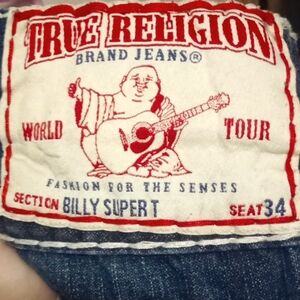 TRUE RELIGION
BRAND JEANS®
WORLD TOUR
FASHION FOR THE SENSES
SECTION BILLY SUPER T SEAT 34